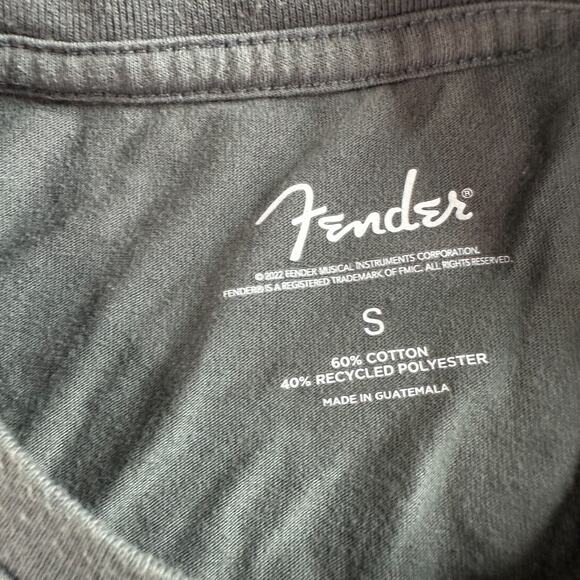 Fender®
© 2022 FENDER MUSICAL INSTRUMENTS CORPORATION.
FENDER® IS A REGISTERED TRADEMARK OF FMIC. ALL RIGHTS RESERVED.
S
60% COTTON
40% RECYCLED POLYESTER
MADE IN GUATEMALA